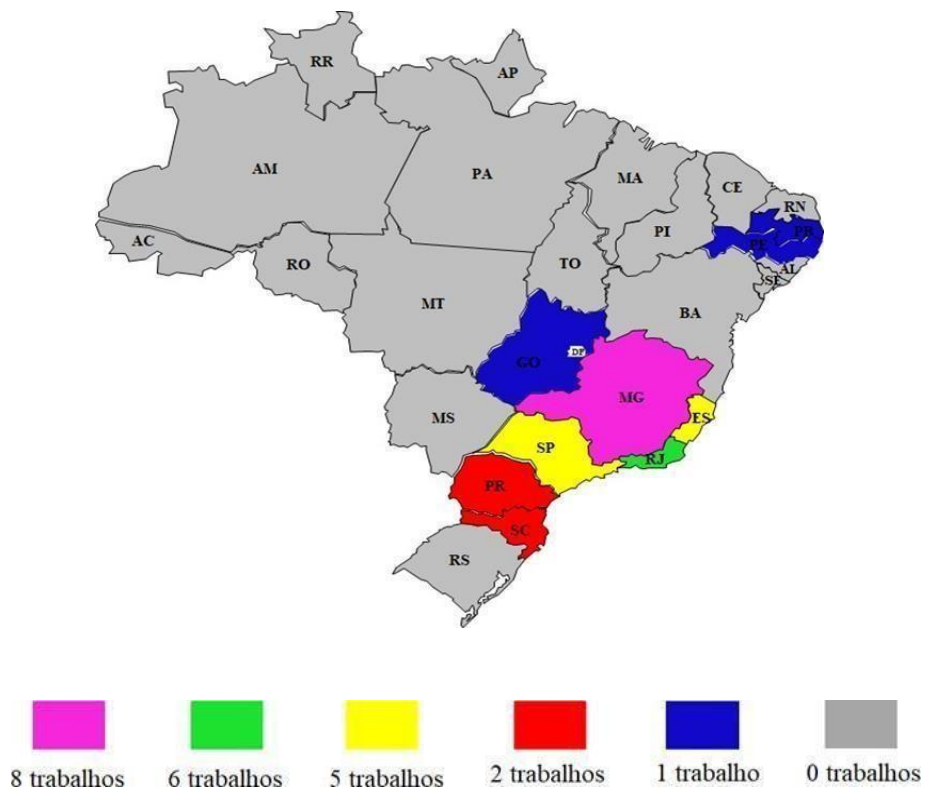 RR
AP
AM
PA
MA
CE
RN
PI
PE
PB
AC
RO
TO
AL
SE
MT
BA
GO
DF
MG
MS
ES
SP
RJ
PR
SC
RS
8 trabalhos
6 trabalhos
5 trabalhos
2 trabalhos
1 trabalho
0 trabalhos